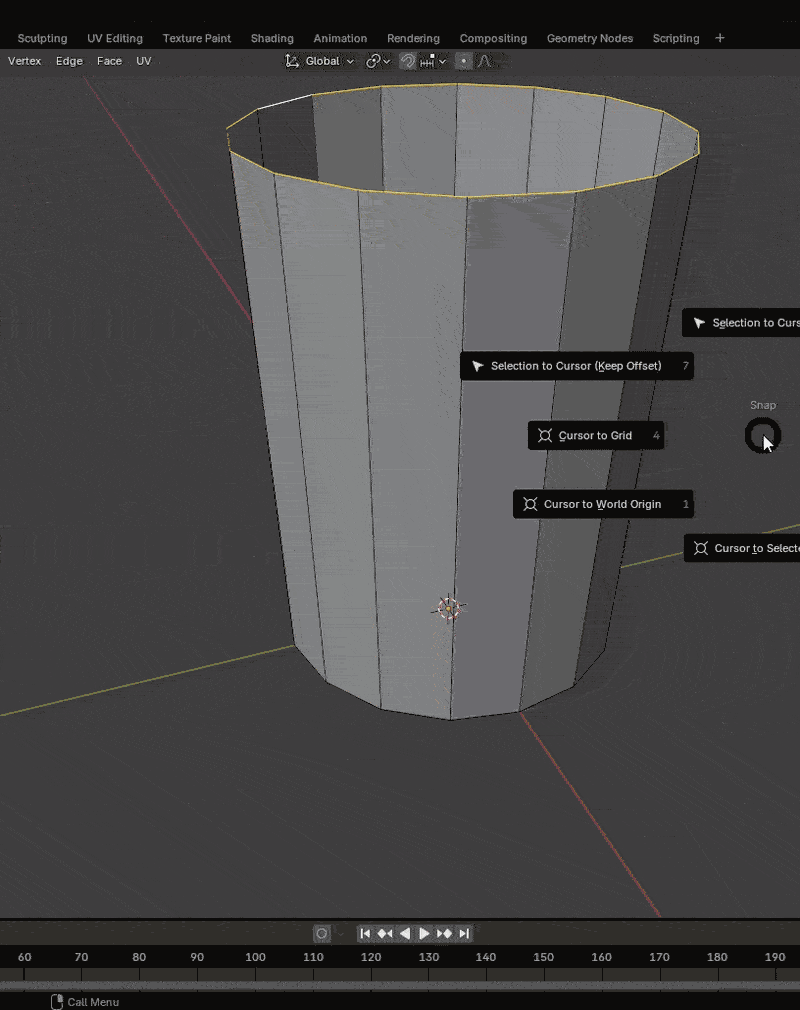 Sculpting UV Editing Texture Paint Shading Animation Rendering Compositing Geometry Nodes Scripting +
Vertex Edge Face UV Global
Selection to Curs
Selection to Cursor (Keep Offset) 7
Snap
Cursor to Grid 4
Cursor to World Origin 1
Cursor to Selecte
60 70 80 90 100 110 120 130 140 150 160 170 180 190
Call Menu